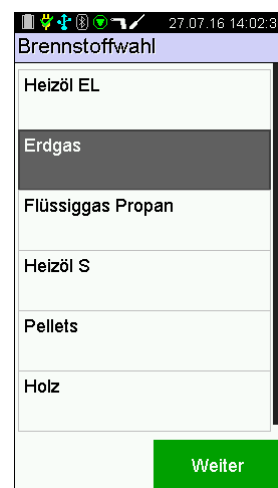 27.07.16 14:02:3
Brennstoffwahl
Heizöl EL
Erdgas
Flüssiggas Propan
Heizöl S
Pellets
Holz
Weiter